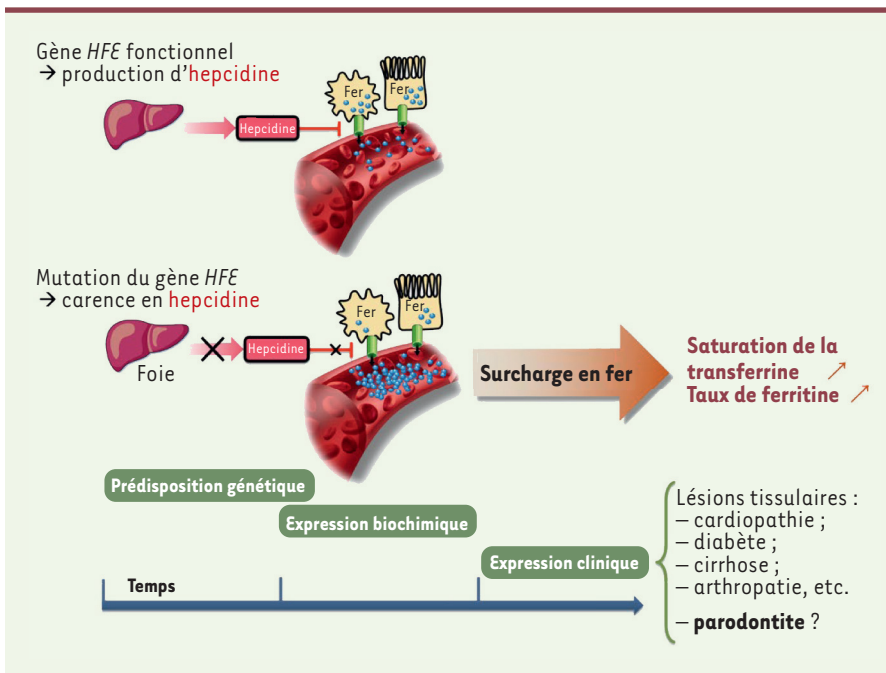 Gène HFE fonctionnel
→ production d'hepcidine
Fer
Fer
Hepcidine
Mutation du gène HFE
→ carence en hepcidine
Fer
Fer
Hepcidine
Foie
Surcharge en fer
Saturation de la
transferrine ↗
Taux de ferritine ↗
Prédisposition génétique
Expression biochimique
Expression clinique
Temps
Lésions tissulaires :
– cardiopathie ;
– diabète ;
– cirrhose ;
– arthropatie, etc.
– parodontite ?